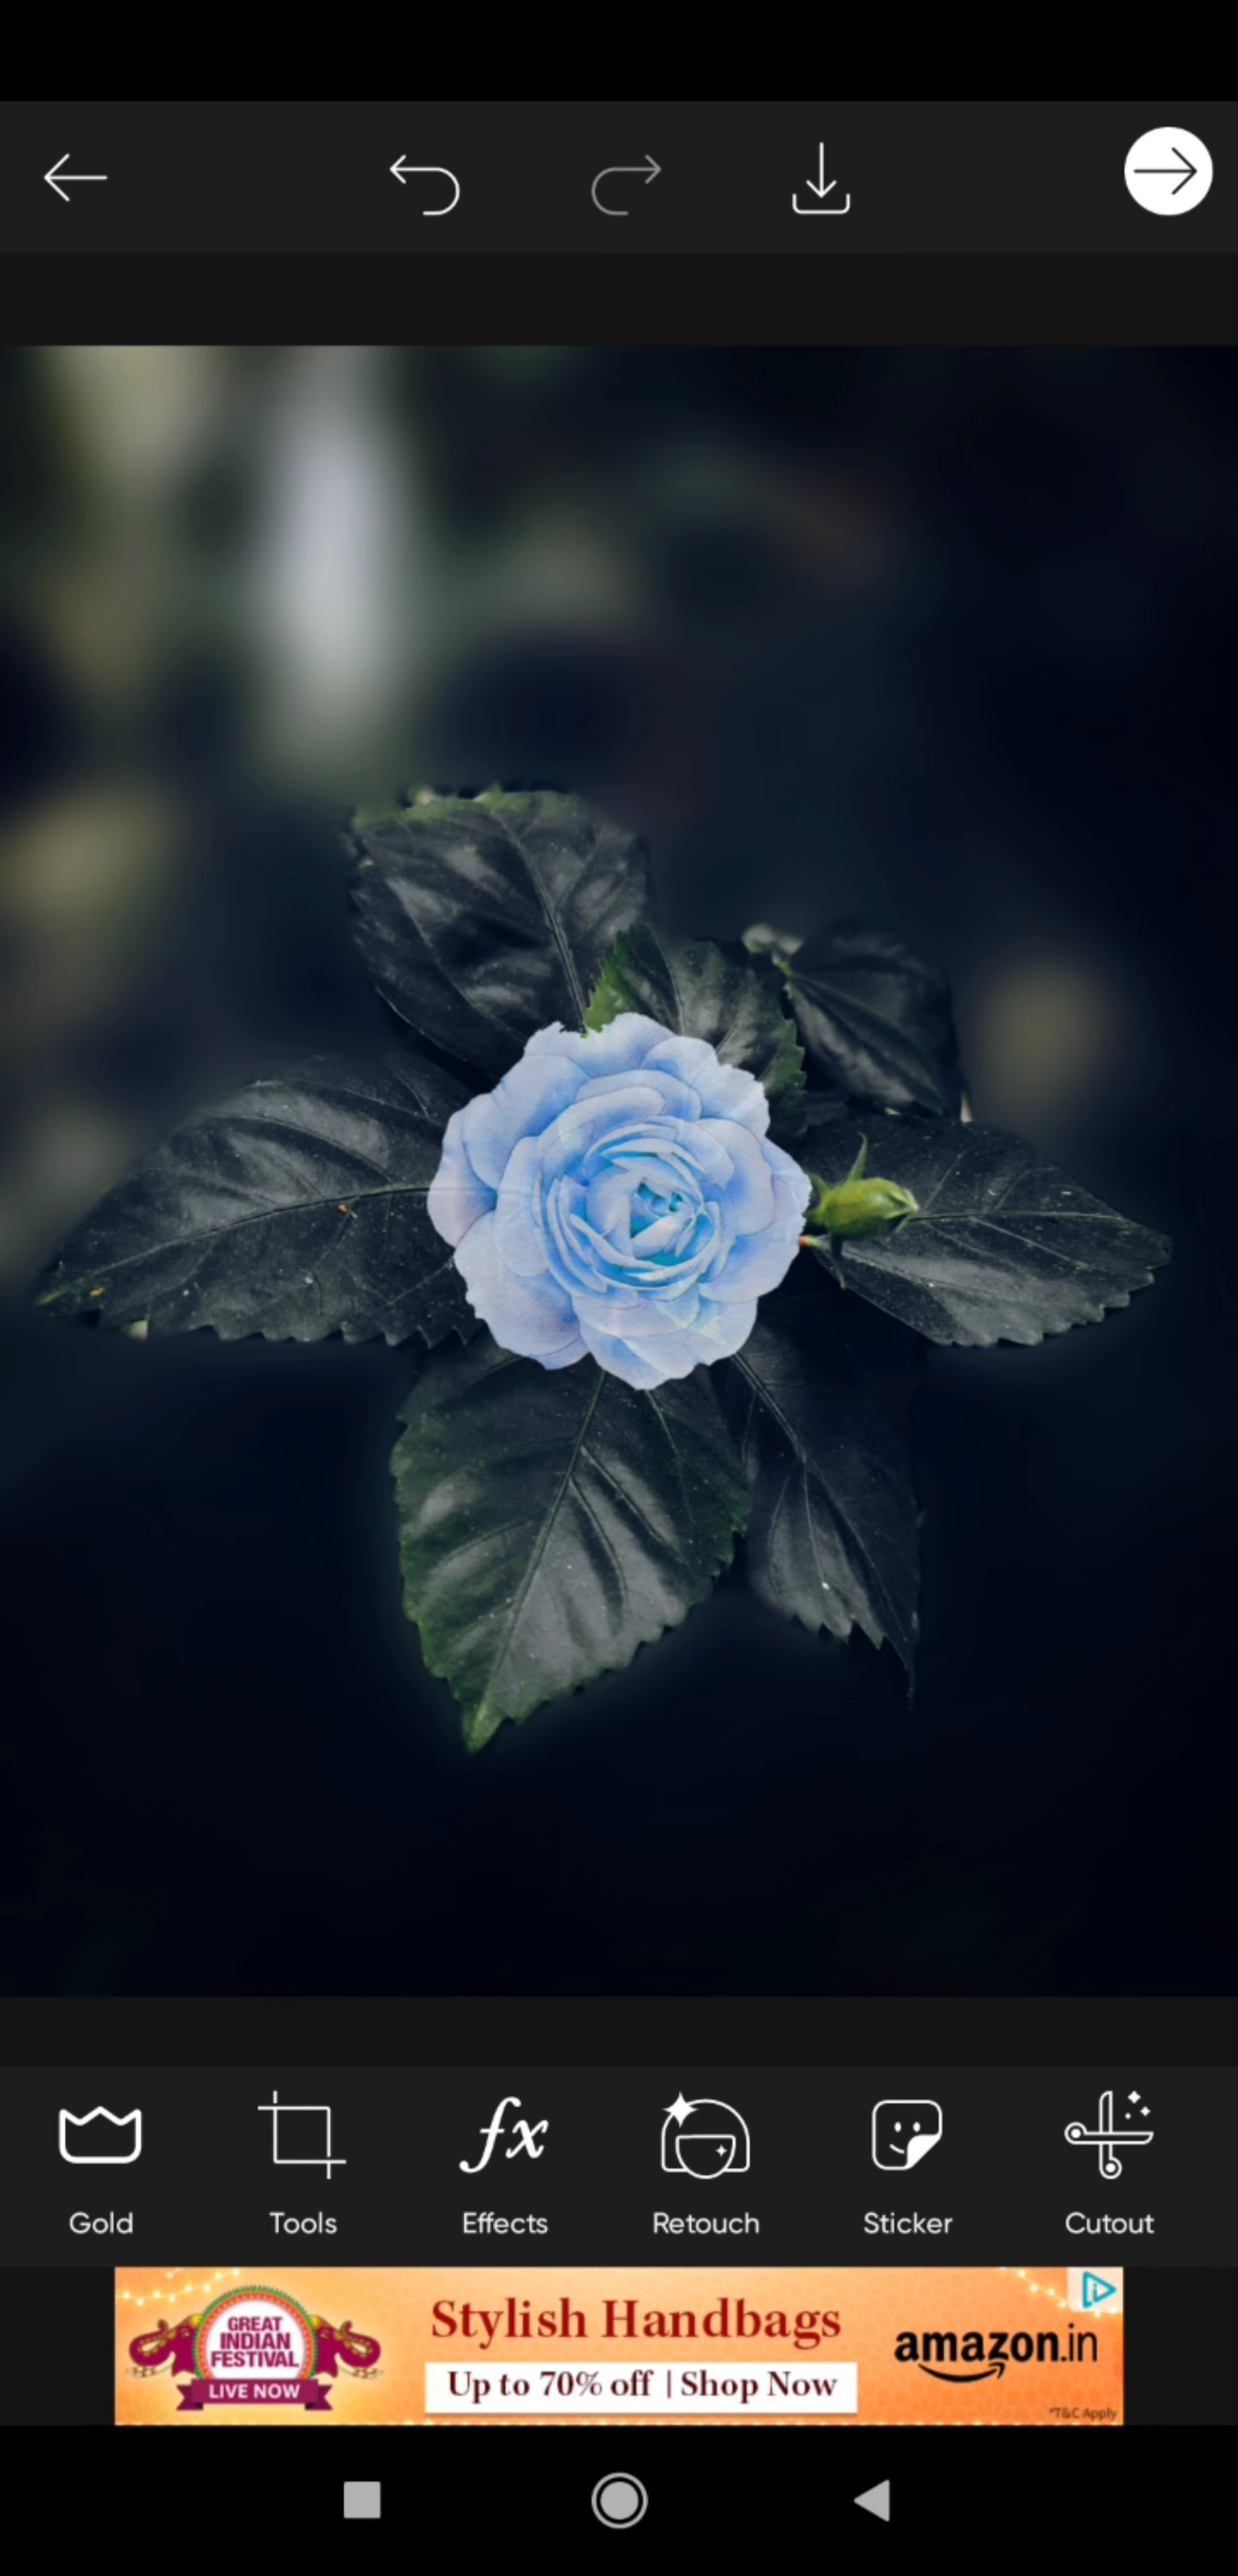 Gold
Tools
Effects
Retouch
Sticker
Cutout
GREAT
INDIAN
FESTIVAL
LIVE NOW
Stylish Handbags
Up to 70% off | Shop Now
amazon.in
*T&C Apply